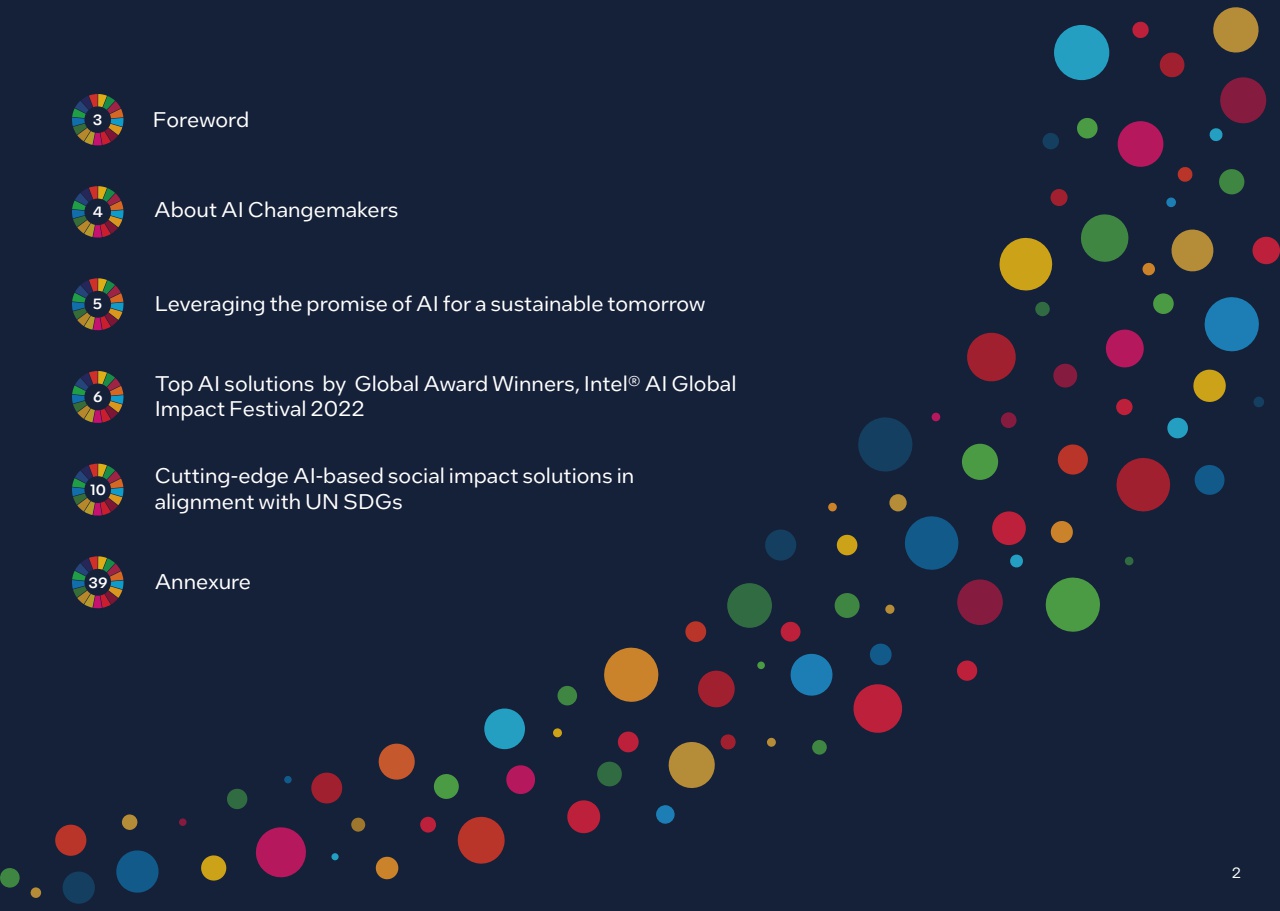 3 Foreword
4 About AI Changemakers
5 Leveraging the promise of AI for a sustainable tomorrow
6 Top AI solutions by Global Award Winners, Intel® AI Global
Impact Festival 2022
10 Cutting-edge AI-based social impact solutions in
alignment with UN SDGs
39 Annexure
2